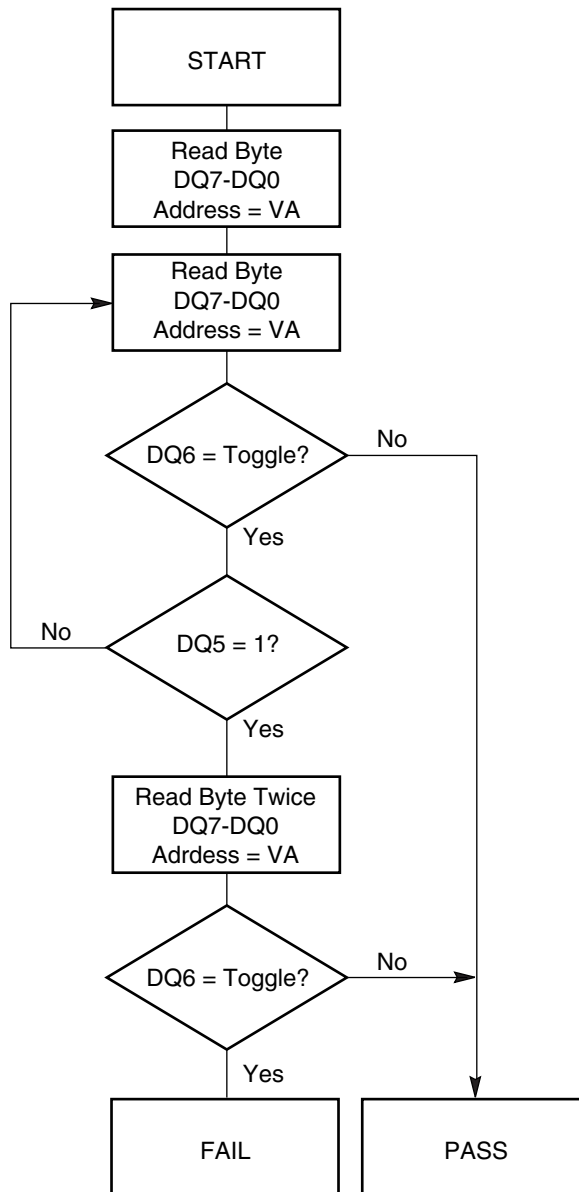 START
Read Byte
DQ7-DQ0
Address = VA
Read Byte
DQ7-DQ0
Address = VA
DQ6 = Toggle?
No
Yes
No
DQ5 = 1?
Yes
Read Byte Twice
DQ7-DQ0
Adrdess = VA
DQ6 = Toggle?
No
Yes
FAIL
PASS